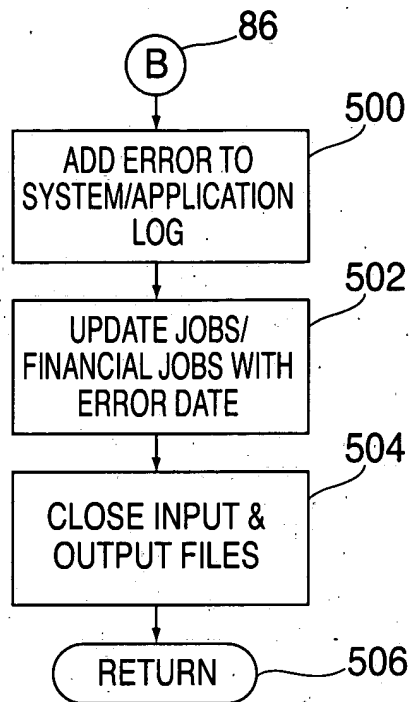 86
B
500
ADD ERROR TO
SYSTEM/APPLICATION
LOG
502
UPDATE JOBS/
FINANCIAL JOBS WITH
ERROR DATE
504
CLOSE INPUT &
OUTPUT FILES
RETURN
506